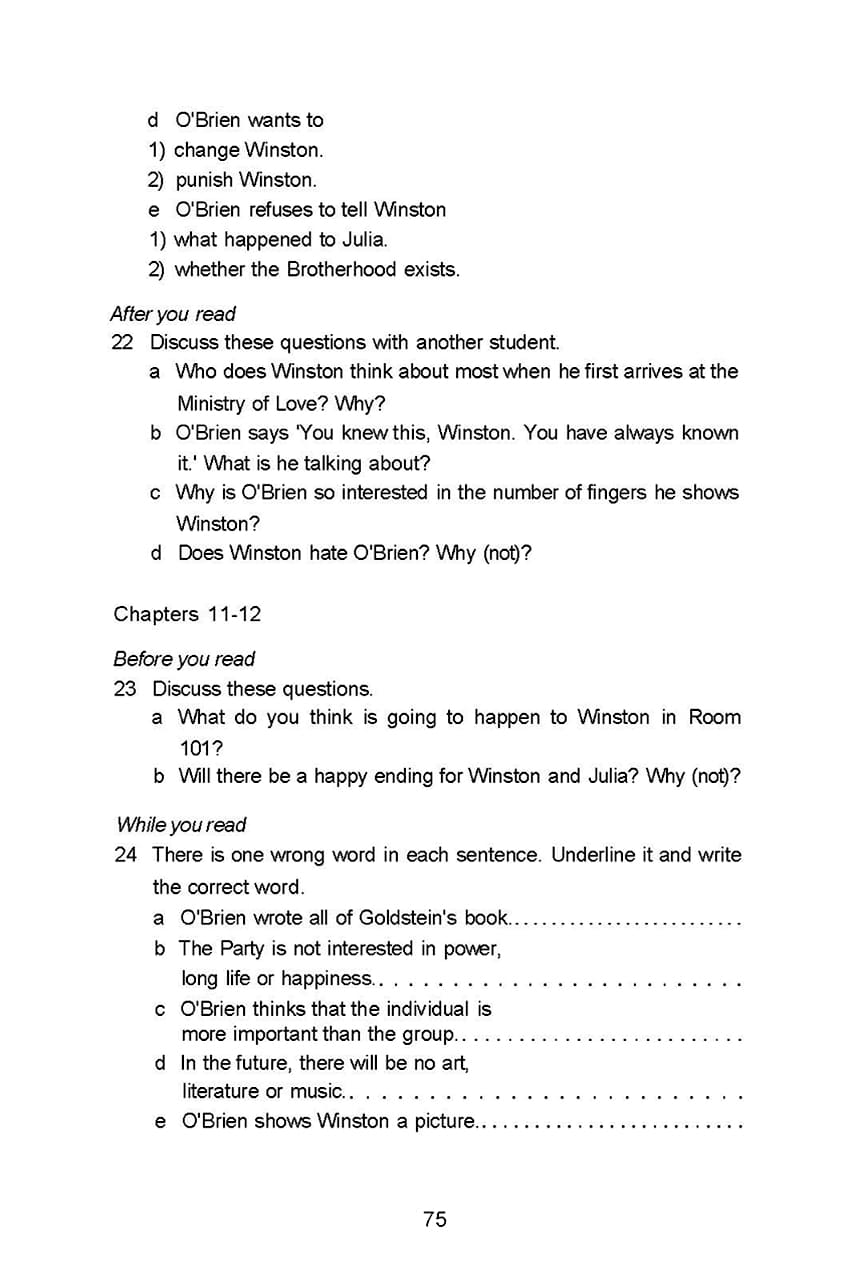 d O'Brien wants to
1) change Winston.
2) punish Winston.
e O'Brien refuses to tell Winston
1) what happened to Julia.
2) whether the Brotherhood exists.
After you read
22 Discuss these questions with another student.
a Who does Winston think about most when he first arrives at the
Ministry of Love? Why?
b O'Brien says 'You knew this, Winston. You have always known
it.' What is he talking about?
c Why is O'Brien so interested in the number of fingers he shows
Winston?
d Does Winston hate O'Brien? Why (not)?
Chapters 11-12
Before you read
23 Discuss these questions.
a What do you think is going to happen to Winston in Room
101?
b Will there be a happy ending for Winston and Julia? Why (not)?
While you read
24 There is one wrong word in each sentence. Underline it and write
the correct word.
a O'Brien wrote all of Goldstein's book..........................
b The Party is not interested in power,
long life or happiness..........................
c O'Brien thinks that the individual is
more important than the group..........................
d In the future, there will be no art,
literature or music..........................
e O'Brien shows Winston a picture..........................
75